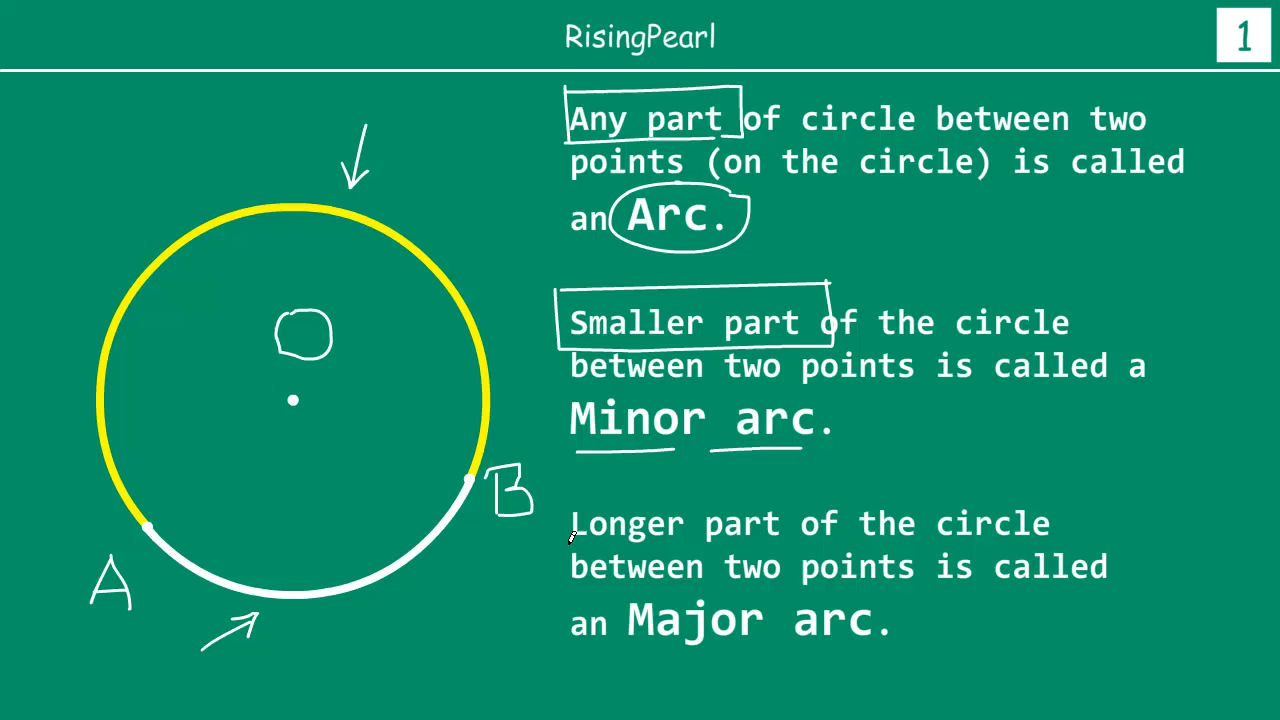 RisingPearl
1
Any part of circle between two
points (on the circle) is called
an Arc.
Smaller part of the circle
between two points is called a
Minor arc.
Longer part of the circle
between two points is called
an Major arc.
O
B
A